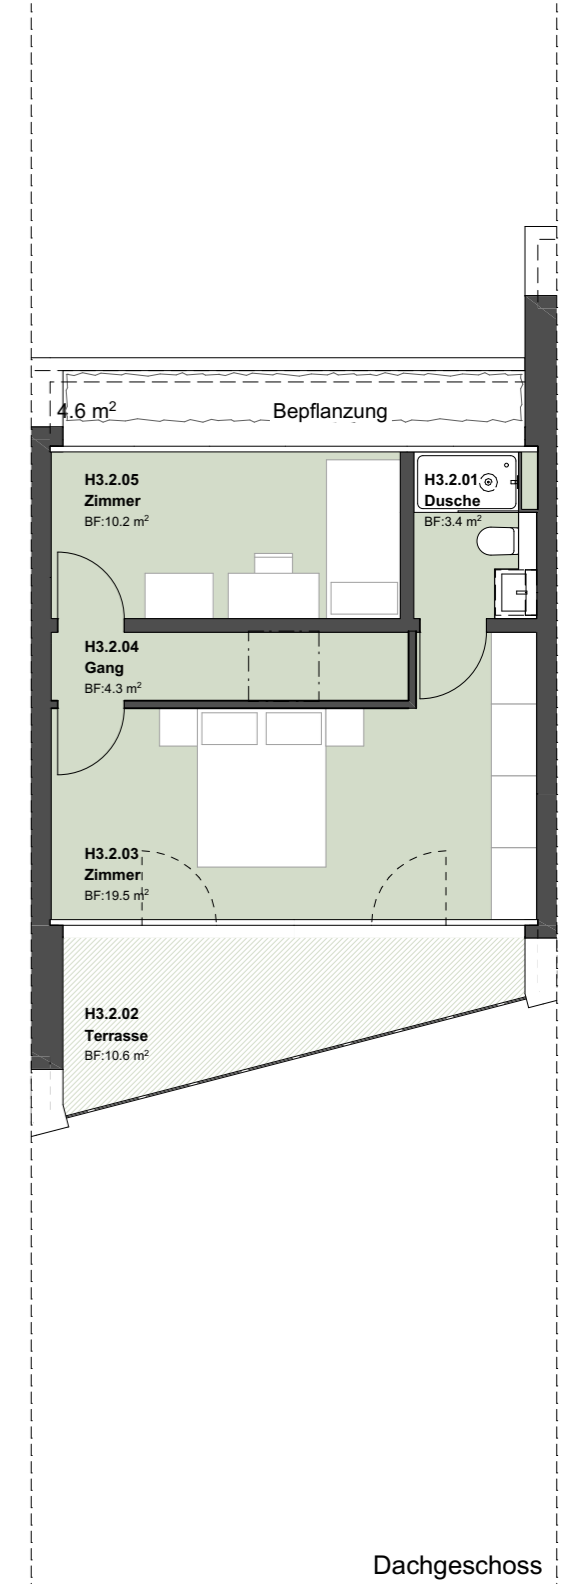 4.6 m²
Bepflanzung
H3.2.05
Zimmer
BF:10.2 m²
H3.2.01
Dusche
BF:3.4 m²
H3.2.04
Gang
BF:4.3 m²
H3.2.03
Zimmer
BF:19.5 m²
H3.2.02
Terrasse
BF:10.6 m²
Dachgeschoss